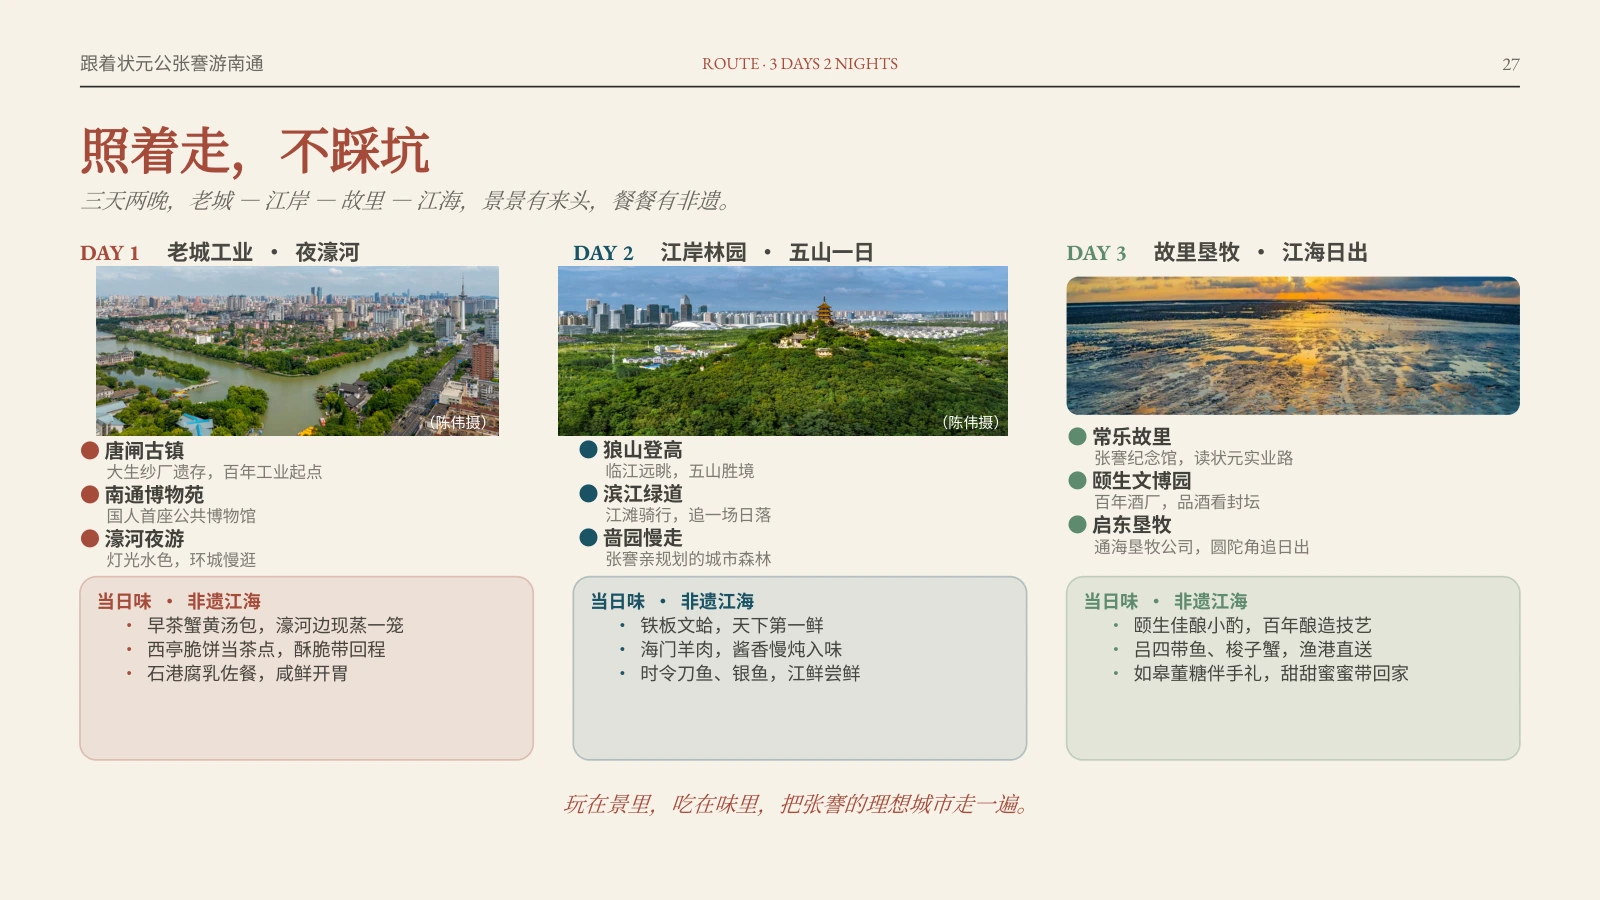 跟着状元公张謇游南通
ROUTE · 3 DAYS 2 NIGHTS
27
照着走，不踩坑
三天两晚，老城 — 江岸 — 故里 — 江海，景景有来头，餐餐有非遗。
DAY 1 老城工业 · 夜濠河
（陈伟摄）
唐闸古镇
大生纱厂遗存，百年工业起点
南通博物苑
国人首座公共博物馆
濠河夜游
灯光水色，环城慢逛
当日味 · 非遗江海
· 早茶蟹黄汤包，濠河边现蒸一笼
· 西亭脆饼当茶点，酥脆带回程
· 石港腐乳佐餐，咸鲜开胃
DAY 2 江岸林园 · 五山一日
（陈伟摄）
狼山登高
临江远眺，五山胜境
滨江绿道
江滩骑行，追一场日落
啬园慢走
张謇亲规划的城市森林
当日味 · 非遗江海
· 铁板文蛤，天下第一鲜
· 海门羊肉，酱香慢炖入味
· 时令刀鱼、银鱼，江鲜尝鲜
DAY 3 故里垦牧 · 江海日出
常乐故里
张謇纪念馆，读状元实业路
颐生文博园
百年酒厂，品酒看封坛
启东垦牧
通海垦牧公司，圆陀角追日出
当日味 · 非遗江海
· 颐生佳酿小酌，百年酿造技艺
· 吕四带鱼、梭子蟹，渔港直送
· 如皋董糖伴手礼，甜甜蜜蜜带回家
玩在景里，吃在味里，把张謇的理想城市走一遍。